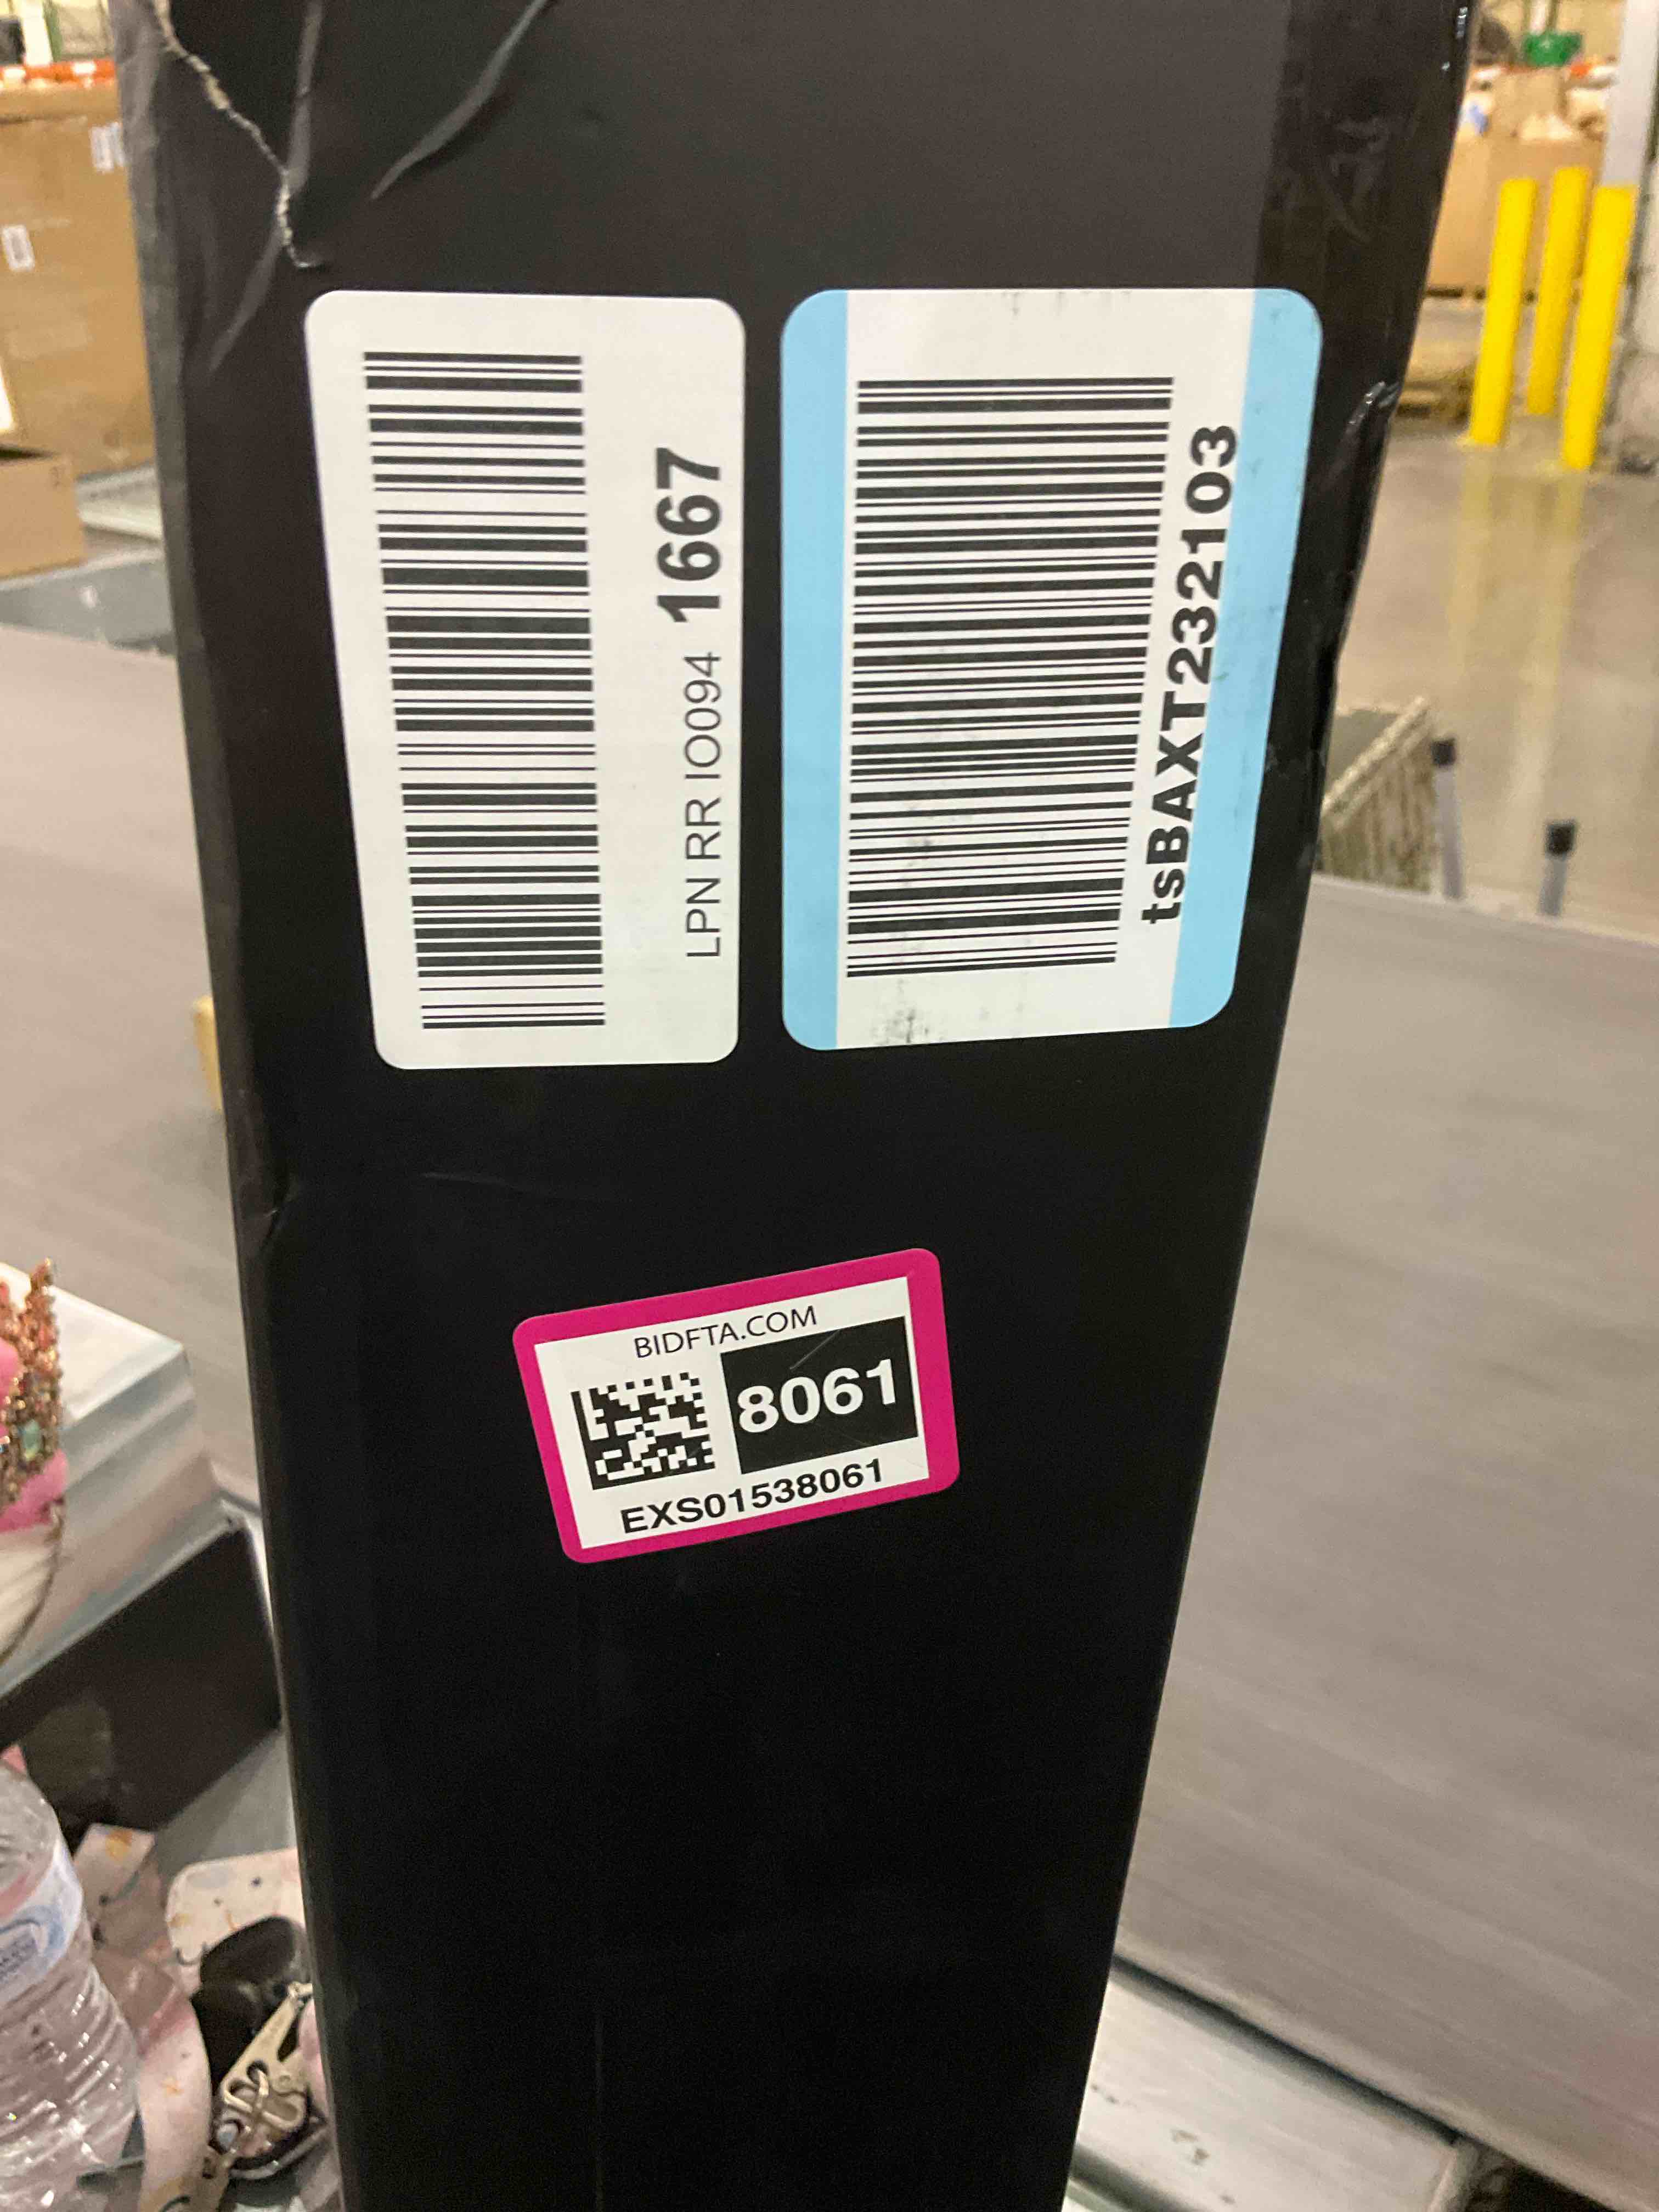 LPN RR IO094 1667
tsBAXT232103
BIDFTA.COM
8061
EXS01538061